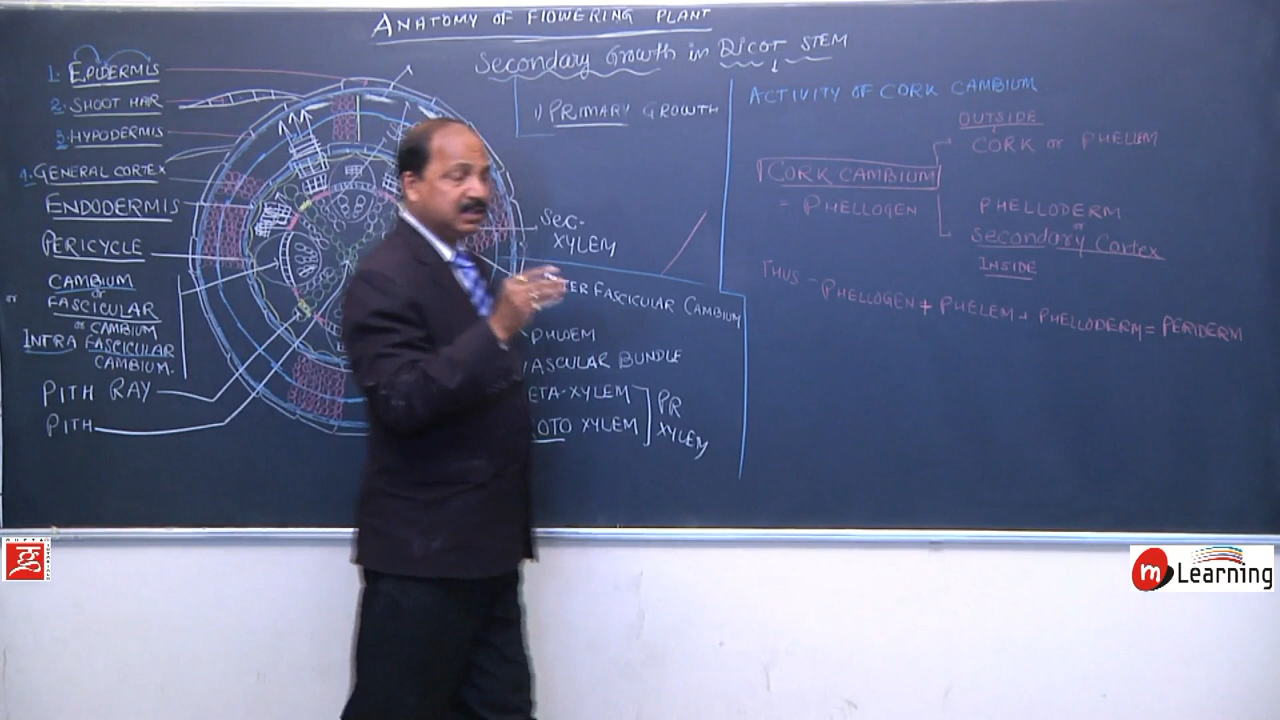 ANATOMY OF FlOWERING PLANT
Secondary Growth in DICOT STEM
1. EPIDERMIS
2. SHOOT HAIR
3. HYPODERMIS
4. GENERAL CORTEX
ENDODERMIS
PERICYCLE
CAMBIUM
or
or FASCICULAR
or CAMBIUM
INTRA FASCICULAR
CAMBIUM.
PITH RAY
PITH
1) PRIMARY GROWTH
SEC.
XYLEM
TER FASCICULAR CAMBIUM
PHLOEM
ASCULAR BUNDLE
ETA-XYLEM
OTO XYLEM
PR
XYLEM
ACTIVITY OF CORK CAMBIUM
OUTSIDE
CORK or PHELLEM
CORK CAMBIUM
= PHELLOGEN
PHELLODERM
or
Secondary Cortex
INSIDE
THUS - PHELLOGEN + PHELEM + PHELLODERM = PERIDERM
m Learning